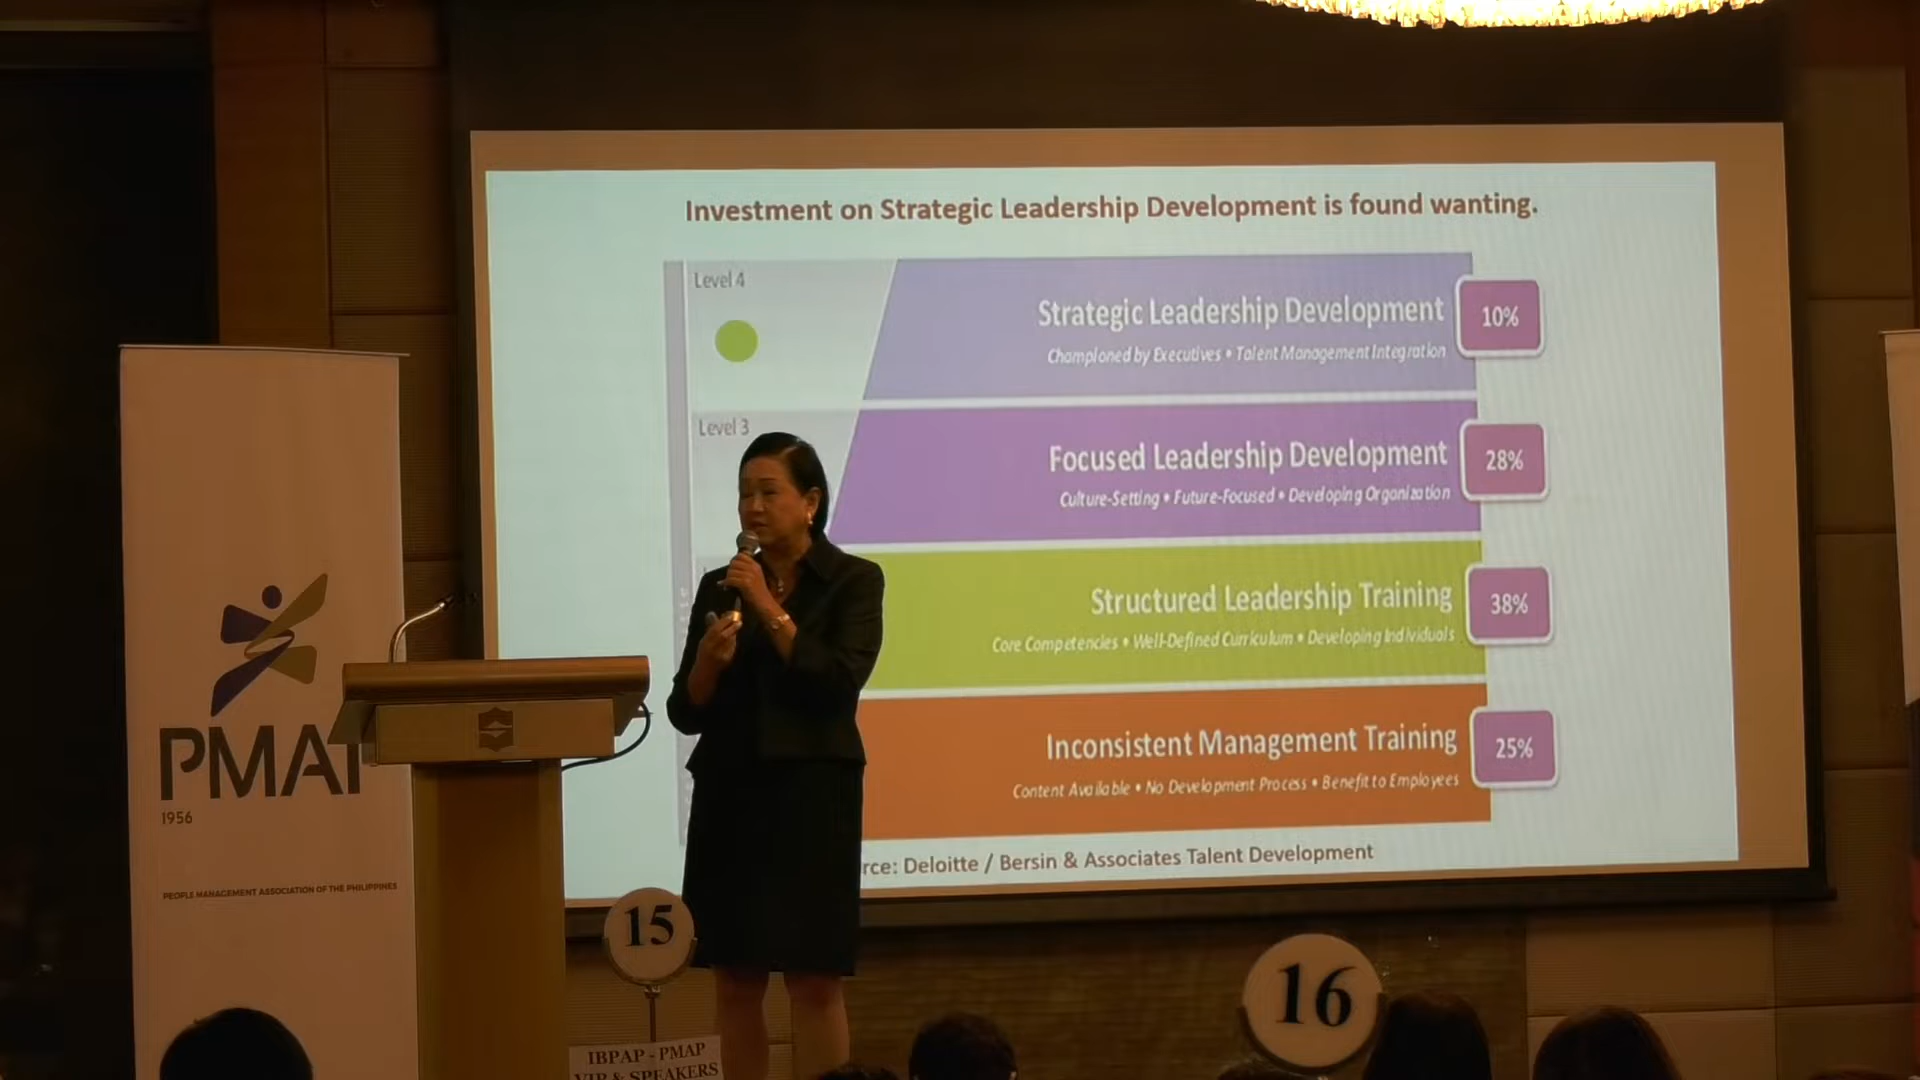 Investment on Strategic Leadership Development is found wanting.
Level 4
Strategic Leadership Development
Championed by Executives • Talent Management Integration
10%
Level 3
Focused Leadership Development
Culture-Setting • Future-Focused • Developing Organization
28%
Structured Leadership Training
Core Competencies • Well-Defined Curriculum • Developing Individuals
38%
Inconsistent Management Training
Content Available • No Development Process • Benefit to Employees
25%
rce: Deloitte / Bersin & Associates Talent Development
PMAP
1956
PEOPLE MANAGEMENT ASSOCIATION OF THE PHILIPPINES
15
IBPAP - PMAP
VIP & SPEAKERS
16